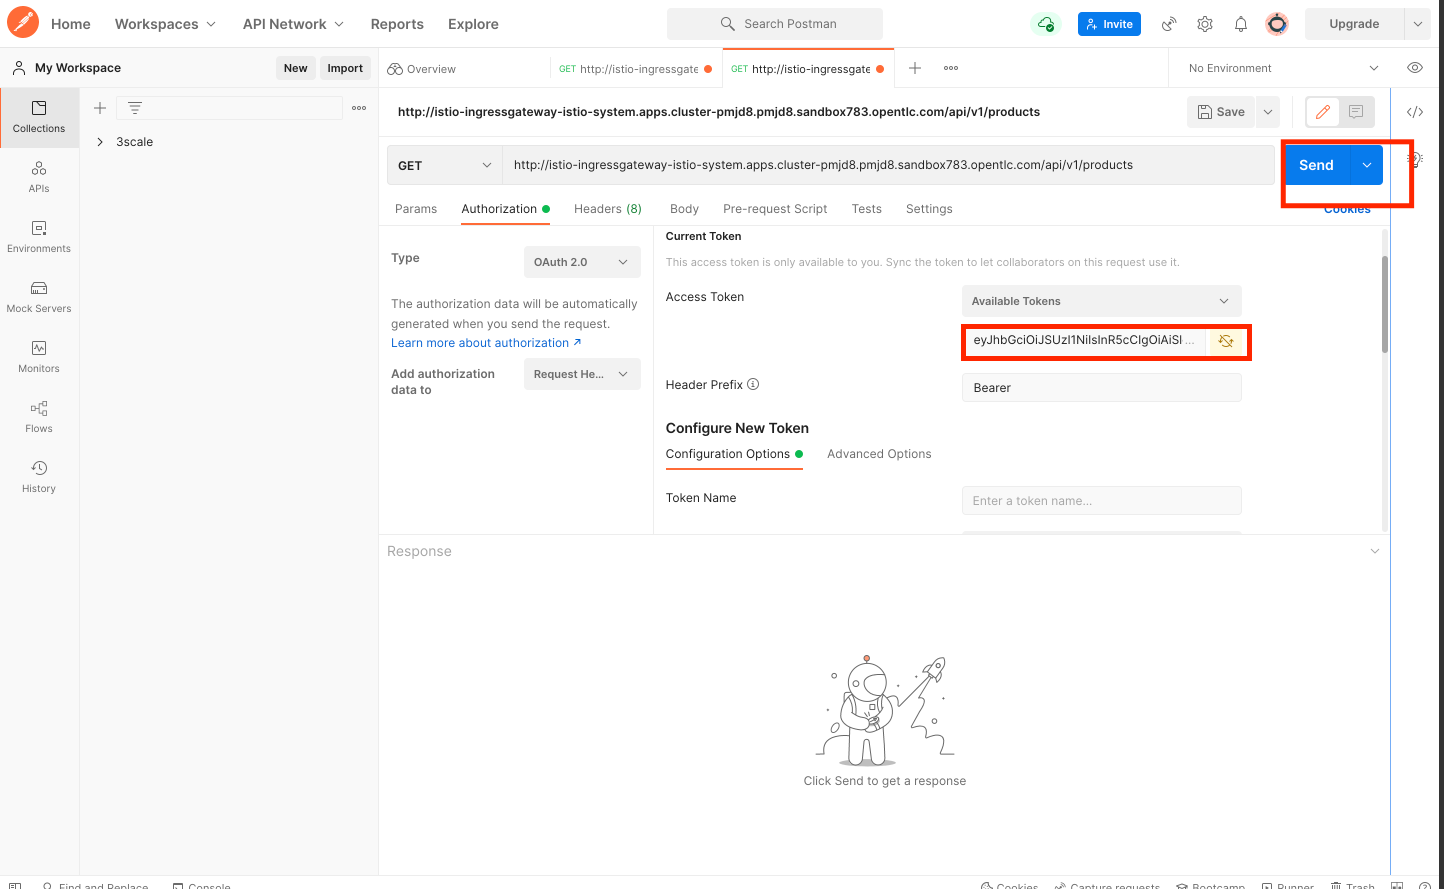 Home
Workspaces
API Network
Reports
Explore
Search Postman
Invite
Upgrade
My Workspace
New
Import
Overview
GET http://istio-ingressgate
GET http://istio-ingressgate
No Environment
Collections
3scale
APIs
Environments
Mock Servers
Monitors
Flows
History
http://istio-ingressgateway-istio-system.apps.cluster-pmjd8.pmjd8.sandbox783.opentlc.com/api/v1/products
Save
GET
http://istio-ingressgateway-istio-system.apps.cluster-pmjd8.pmjd8.sandbox783.opentlc.com/api/v1/products
Send
Params
Authorization
Headers (8)
Body
Pre-request Script
Tests
Settings
Cookies
Type
OAuth 2.0
The authorization data will be automatically
generated when you send the request.
Learn more about authorization ↗
Add authorization
data to
Request He...
Current Token
This access token is only available to you. Sync the token to let collaborators on this request use it.
Access Token
Available Tokens
Header Prefix
Bearer
Configure New Token
Configuration Options
Advanced Options
Token Name
Enter a token name...
Response
Click Send to get a response
Find and Replace
Console
Cookies
Capture requests
Bootcamp
Runner
Trash